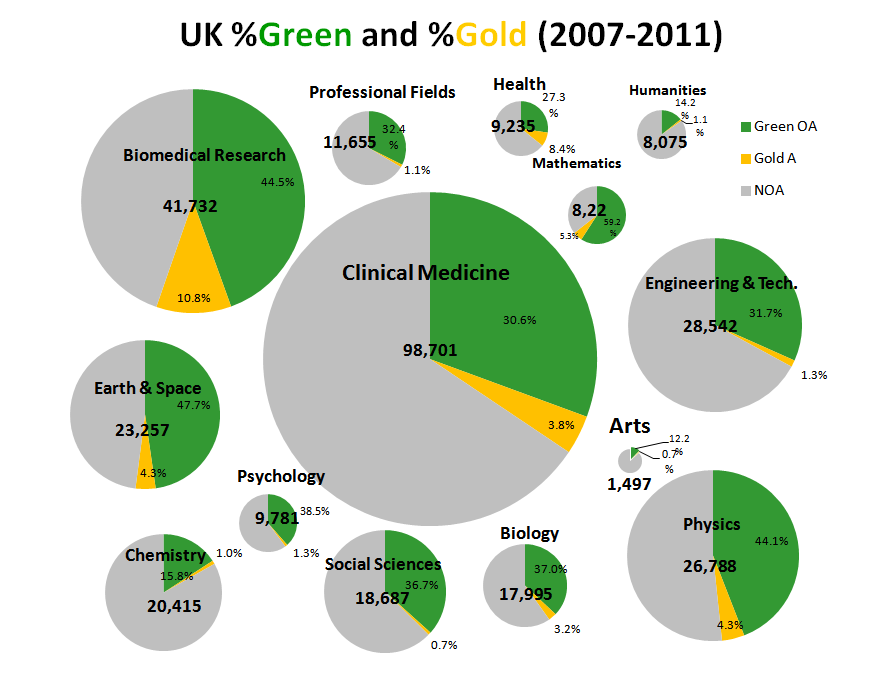 UK %Green and %Gold (2007-2011)
Professional Fields
32.4
%
11,655
1.1%
Health
27.3
%
9,235
8.4%
Humanities
14.2
%
1.1
%
8,075
Green OA
Gold A
NOA
Biomedical Research
44.5%
41,732
10.8%
Mathematics
8,22
59.2
%
5.3%
Clinical Medicine
30.6%
98,701
3.8%
Engineering & Tech.
31.7%
28,542
1.3%
Earth & Space
47.7%
23,257
4.3%
Arts
12.2
%
0.7
%
1,497
Psychology
9,781
38.5%
1.3%
Physics
44.1%
26,788
4.3%
Chemistry
1.0%
15.8%
20,415
Social Sciences
36.7%
18,687
0.7%
Biology
37.0%
17,995
3.2%